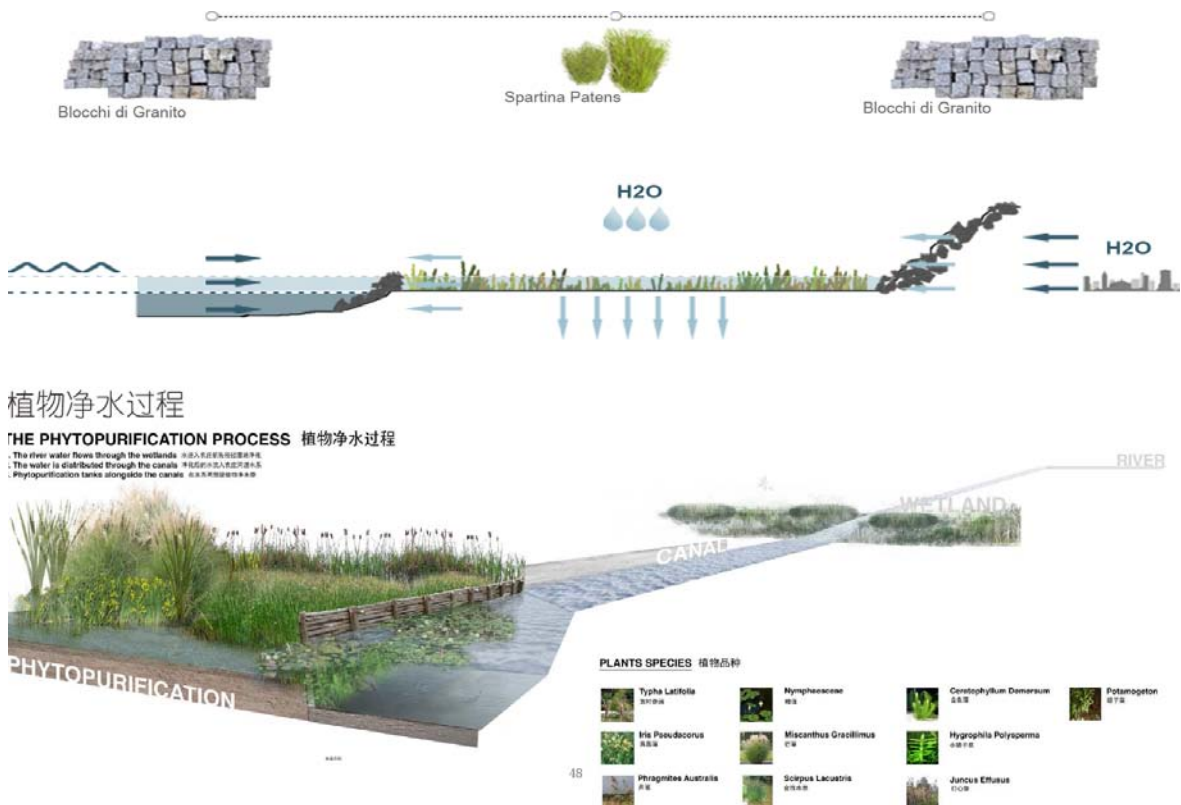 Blocchi di Granito
Spartina Patens
Blocchi di Granito
H2O
H2O
植物净水过程
THE PHYTOPURIFICATION PROCESS 植物净水过程
. The river water flows through the wetlands
. The water is distributed through the canals
. Phytopurification tanks alongside the canals
RIVER
WETLAND
CANAL
PHYTOPURIFICATION
PLANTS SPECIES 植物品种
Typha Latifolia
Nymphaeaceae
Ceratophyllum Demersum
Potamogeton
Iris Pseudacorus
Miscanthus Gracillimus
Hygrophila Polysperma
Phragmites Australis
Scirpus Lacustris
Juncus Effusus
48